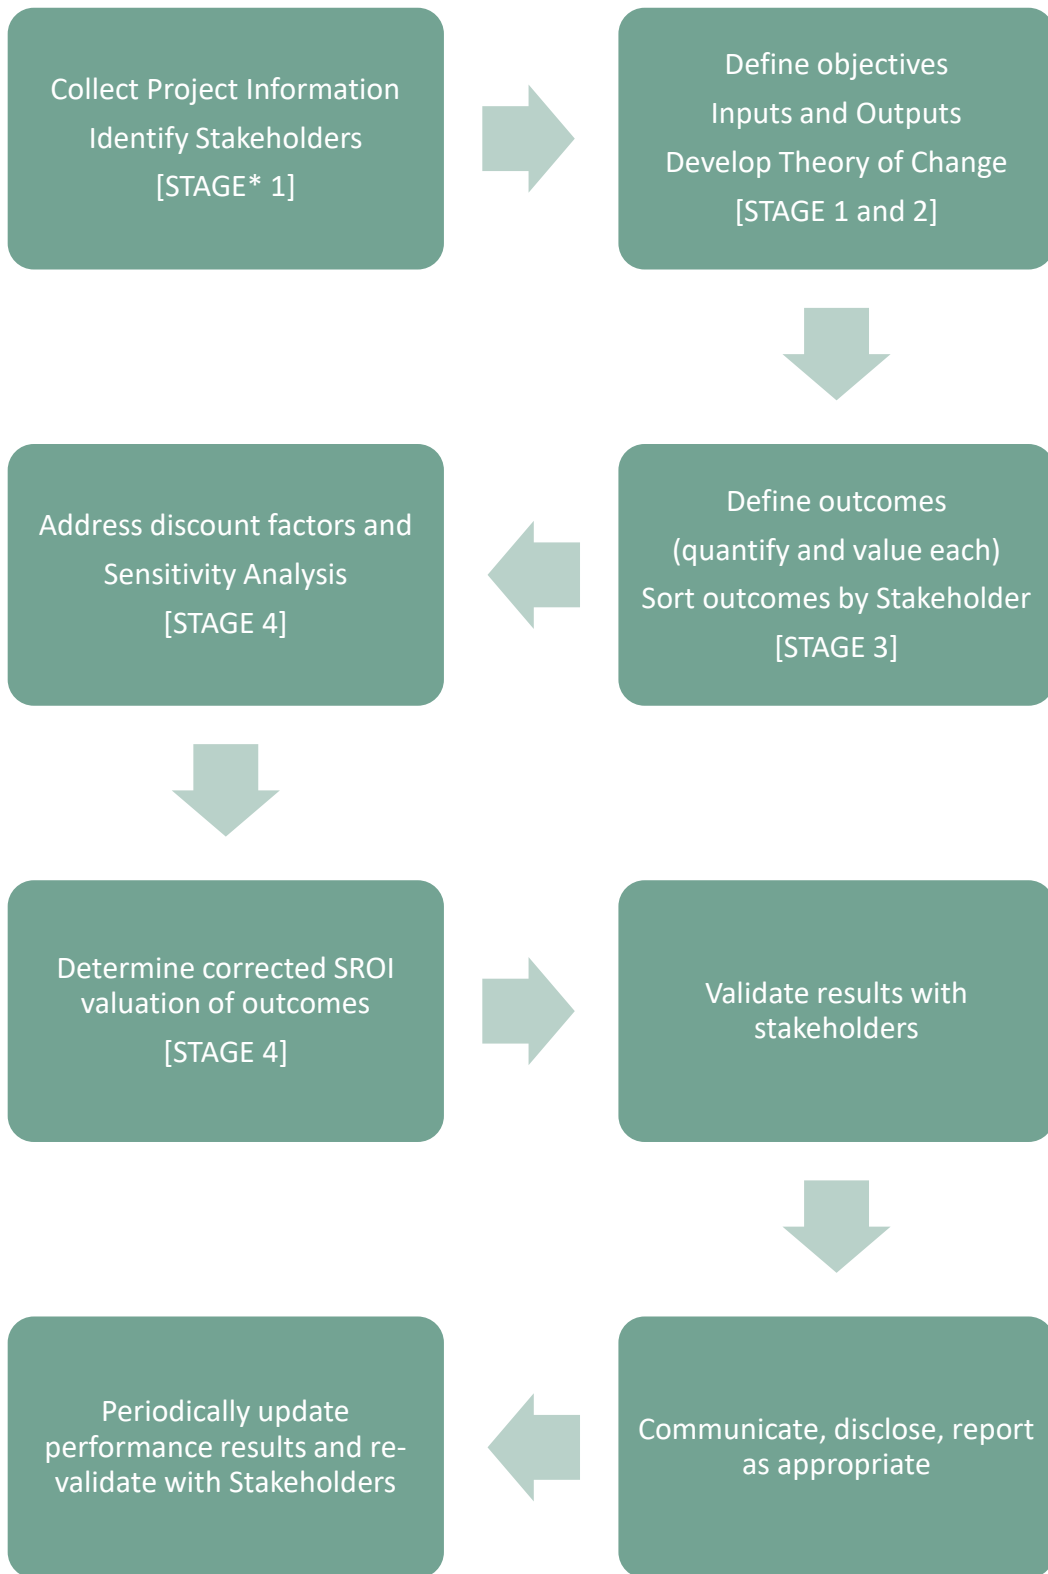 Collect Project Information
Identify Stakeholders
[STAGE* 1]
Define objectives
Inputs and Outputs
Develop Theory of Change
[STAGE 1 and 2]
Define outcomes
(quantify and value each)
Sort outcomes by Stakeholder
[STAGE 3]
Address discount factors and
Sensitivity Analysis
[STAGE 4]
Determine corrected SROI
valuation of outcomes
[STAGE 4]
Validate results with
stakeholders
Communicate, disclose, report
as appropriate
Periodically update
performance results and re-
validate with Stakeholders